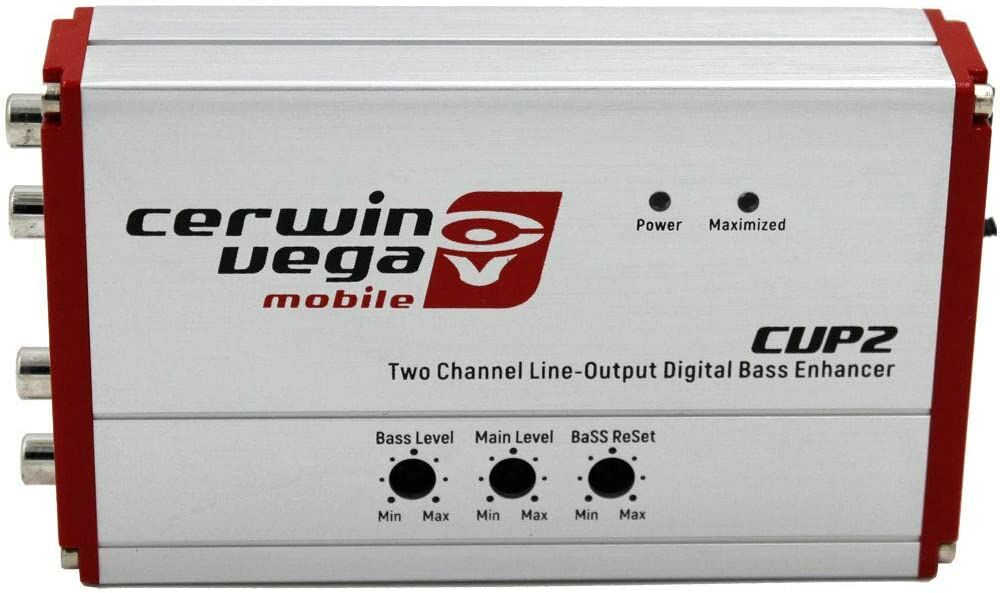 cerwin
vega
mobile
Power Maximized
CVP2
Two Channel Line-Output Digital Bass Enhancer
Bass Level Main Level BaSS ReSet
Min Max Min Max Min Max